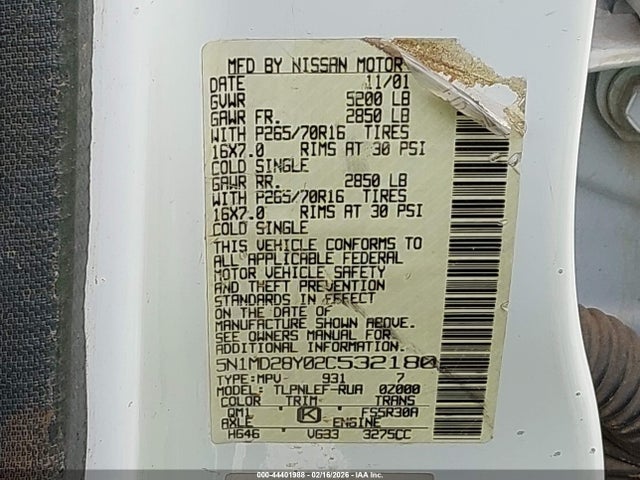 MFD BY NISSAN MOTOR
DATE 11/01
GVWR 5200 LB
GAWR FR. 2850 LB
WITH P265/70R16 TIRES
16X7.0 RIMS AT 30 PSI
COLD SINGLE
GAWR RR. 2850 LB
WITH P265/70R16 TIRES
16X7.0 RIMS AT 30 PSI
COLD SINGLE
THIS VEHICLE CONFORMS TO
ALL APPLICABLE FEDERAL
MOTOR VEHICLE SAFETY
AND THEFT PREVENTION
STANDARDS IN EFFECT
ON THE DATE OF
MANUFACTURE SHOWN ABOVE.
SEE OWNERS MANUAL FOR
ADDITIONAL INFORMATION
5N1MD28Y02C532180
TYPE:MPV 931 7
MODEL: TLPNLEF-RUA 0Z000
COLOR TRIM TRANS
QM1 K FS5R30A
AXLE ENGINE
HG46 VG33 3275CC
000-44401988 - 02/16/2026 - IAA Inc.